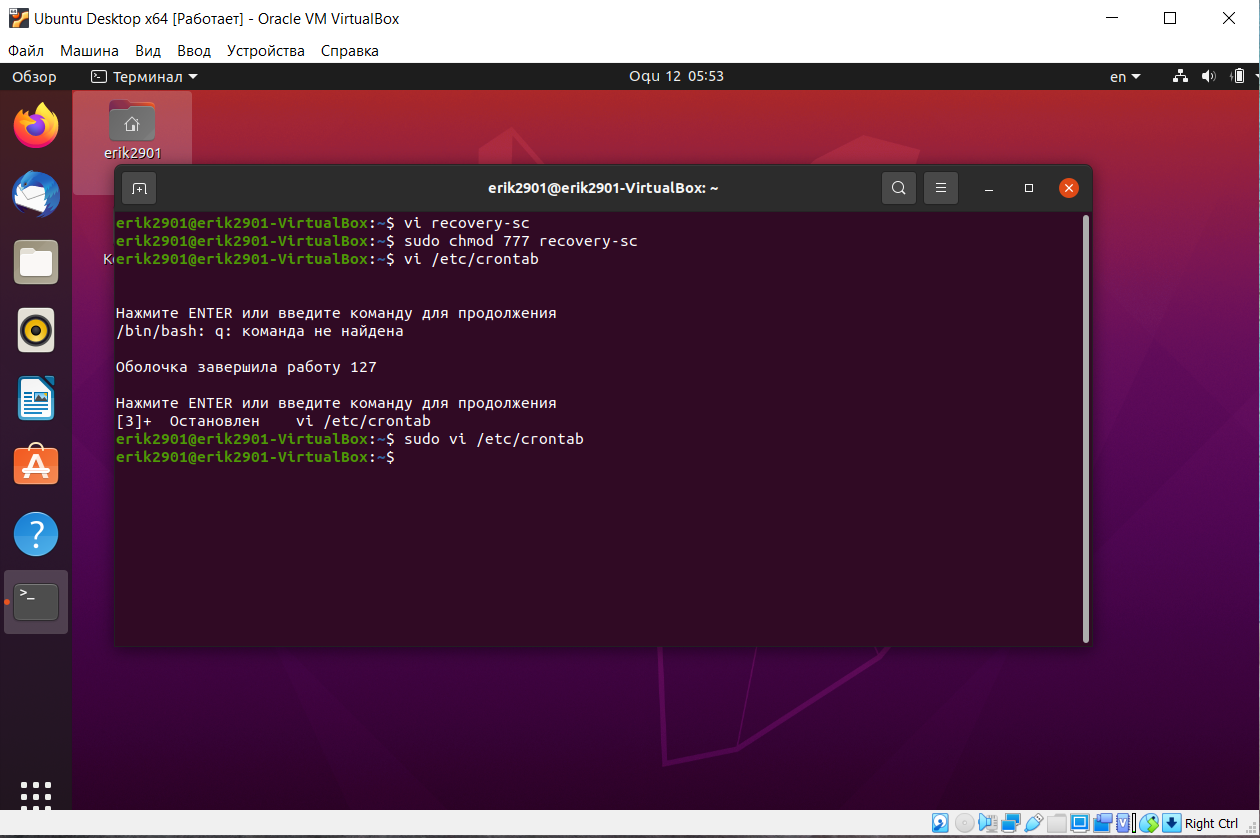 Ubuntu Desktop x64 [Работает] - Oracle VM VirtualBox
Файл Машина Вид Ввод Устройства Справка
Обзор Терминал Oqu 12 05:53 en
erik2901
erik2901@erik2901-VirtualBox: ~
erik2901@erik2901-VirtualBox:~$ vi recovery-sc
erik2901@erik2901-VirtualBox:~$ sudo chmod 777 recovery-sc
erik2901@erik2901-VirtualBox:~$ vi /etc/crontab
Нажмите ENTER или введите команду для продолжения
/bin/bash: q: команда не найдена
Оболочка завершила работу 127
Нажмите ENTER или введите команду для продолжения
[3]+ Остановлен vi /etc/crontab
erik2901@erik2901-VirtualBox:~$ sudo vi /etc/crontab
erik2901@erik2901-VirtualBox:~$
Right Ctrl